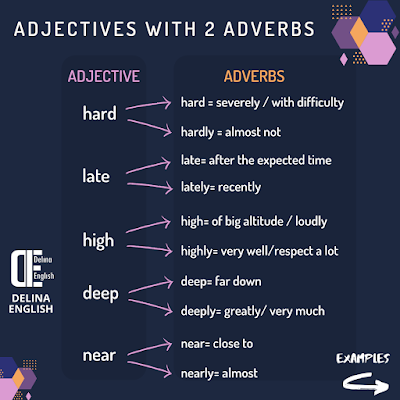 ADJECTIVES WITH 2 ADVERBS
ADJECTIVE
ADVERBS
hard
hard = severely / with difficulty
hardly = almost not
late
late= after the expected time
lately= recently
high
high= of big altitude / loudly
highly= very well/respect a lot
deep
deep= far down
deeply= greatly/ very much
near
near= close to
nearly= almost
DE
Delina
English
DELINA
ENGLISH
EXAMPLES